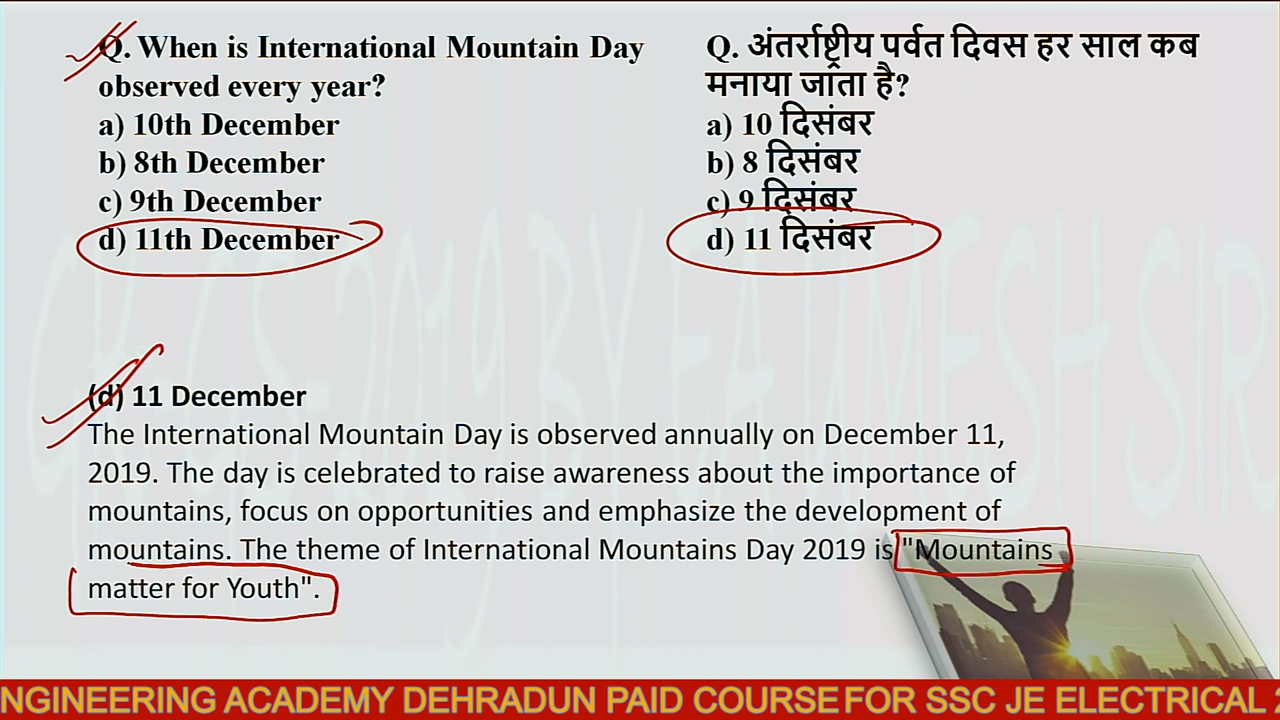 Q. When is International Mountain Day
observed every year?
a) 10th December
b) 8th December
c) 9th December
d) 11th December
Q. अंतर्राष्ट्रीय पर्वत दिवस हर साल कब
मनाया जाता है?
a) 10 दिसंबर
b) 8 दिसंबर
c) 9 दिसंबर
d) 11 दिसंबर
(d) 11 December
The International Mountain Day is observed annually on December 11,
2019. The day is celebrated to raise awareness about the importance of
mountains, focus on opportunities and emphasize the development of
mountains. The theme of International Mountains Day 2019 is "Mountains
matter for Youth".
NGINEERING ACADEMY DEHRADUN PAID COURSE FOR SSC JE ELECTRICAL 2